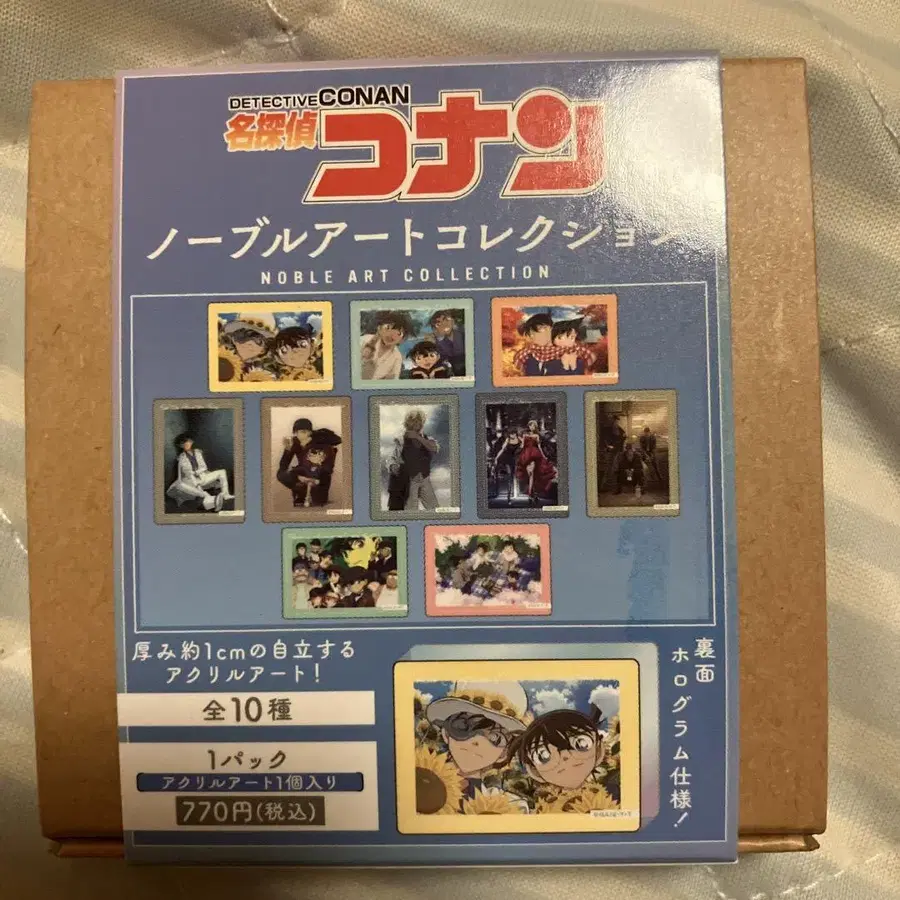 DETECTIVE CONAN
名探偵コナン
ノーブルアートコレクション
NOBLE ART COLLECTION
厚み約1cmの自立する
アクリルアート!
全10種
1パック
アクリルアート1個入り
770円(税込)
裏面
ホログラム仕様!